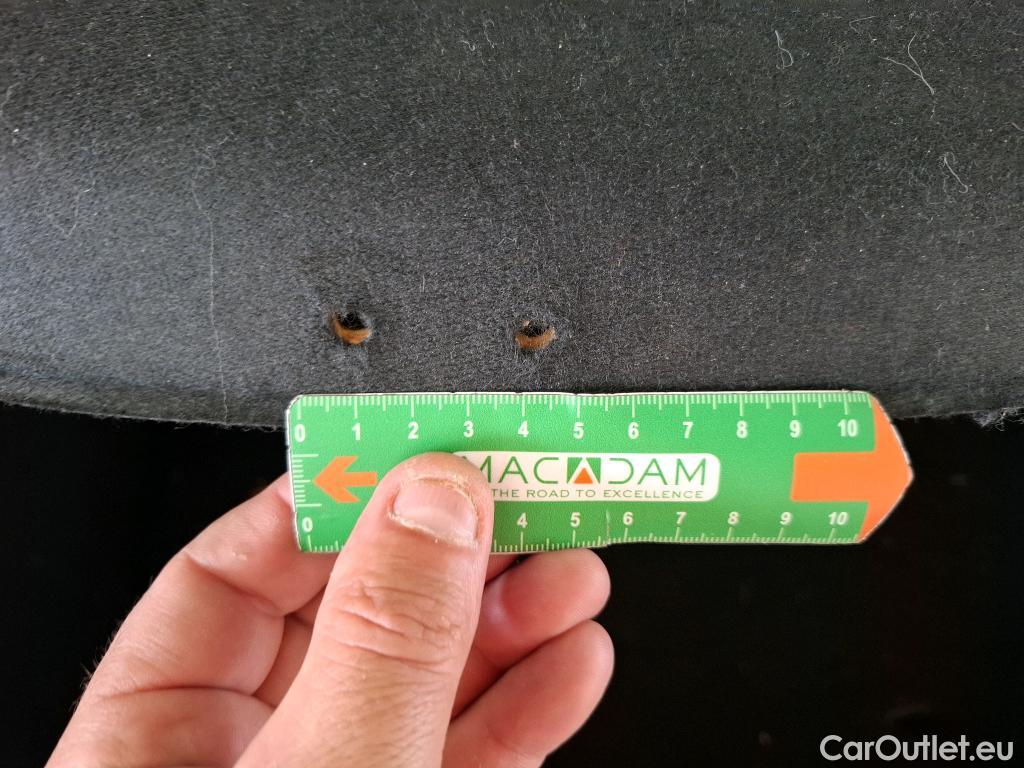 0 1 2 3 4 5 6 7 8 9 10
MACADAM
THE ROAD TO EXCELLENCE
0 4 5 6 7 8 9 10
CarOutlet.eu